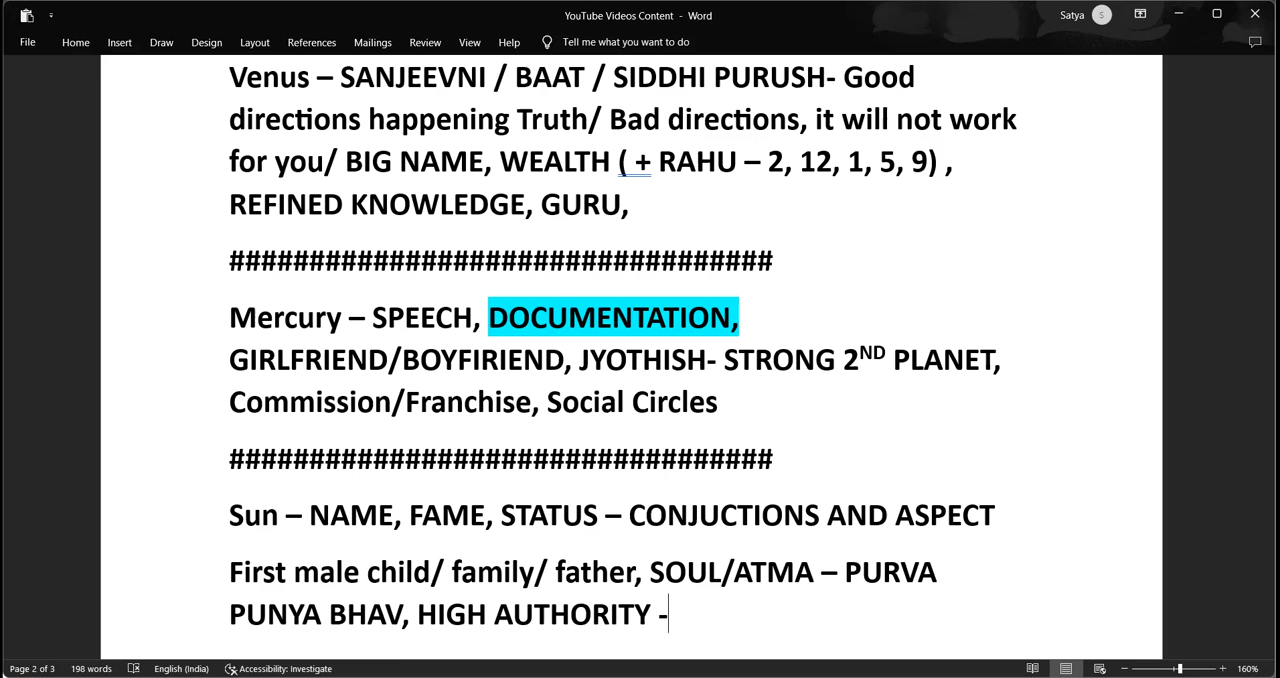 YouTube Videos Content - Word
Satya S
File Home Insert Draw Design Layout References Mailings Review View Help Tell me what you want to do
Venus – SANJEEVNI / BAAT / SIDDHI PURUSH- Good
directions happening Truth/ Bad directions, it will not work
for you/ BIG NAME, WEALTH ( + RAHU – 2, 12, 1, 5, 9) ,
REFINED KNOWLEDGE, GURU,
##################################
Mercury – SPEECH, DOCUMENTATION,
GIRLFRIEND/BOYFIRIEND, JYOTHISH- STRONG 2ND PLANET,
Commission/Franchise, Social Circles
##################################
Sun – NAME, FAME, STATUS – CONJUCTIONS AND ASPECT
First male child/ family/ father, SOUL/ATMA – PURVA
PUNYA BHAV, HIGH AUTHORITY -
Page 2 of 3 198 words English (India) Accessibility: Investigate 160%